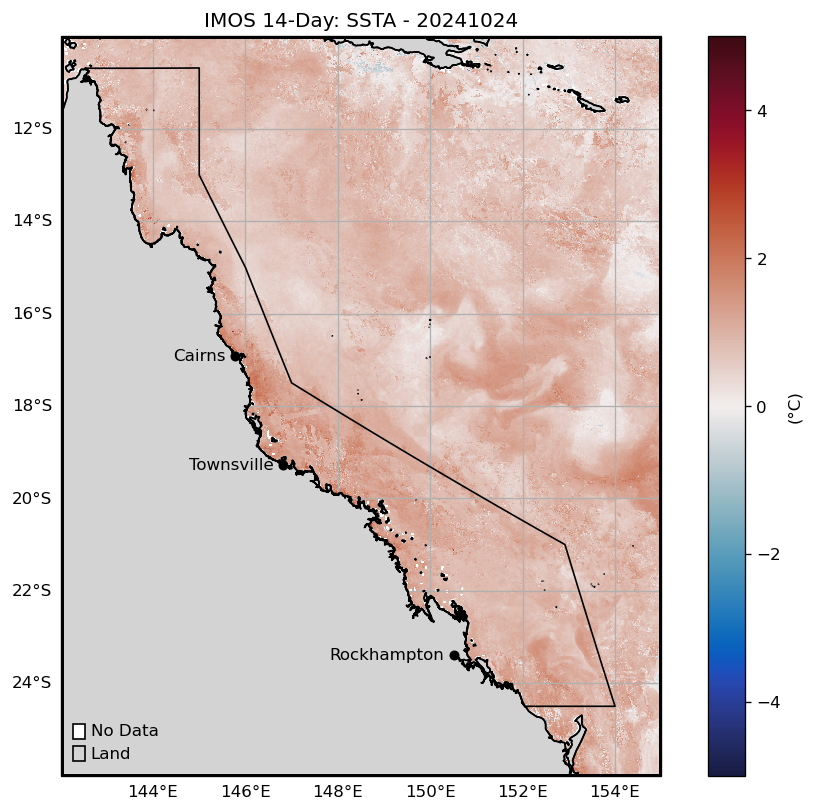 IMOS 14-Day: SSTA - 20241024
12°S
14°S
16°S
18°S
20°S
22°S
24°S
Cairns
Townsville
Rockhampton
No Data
Land
144°E 146°E 148°E 150°E 152°E 154°E
4
2
0
−2
−4
(°C)